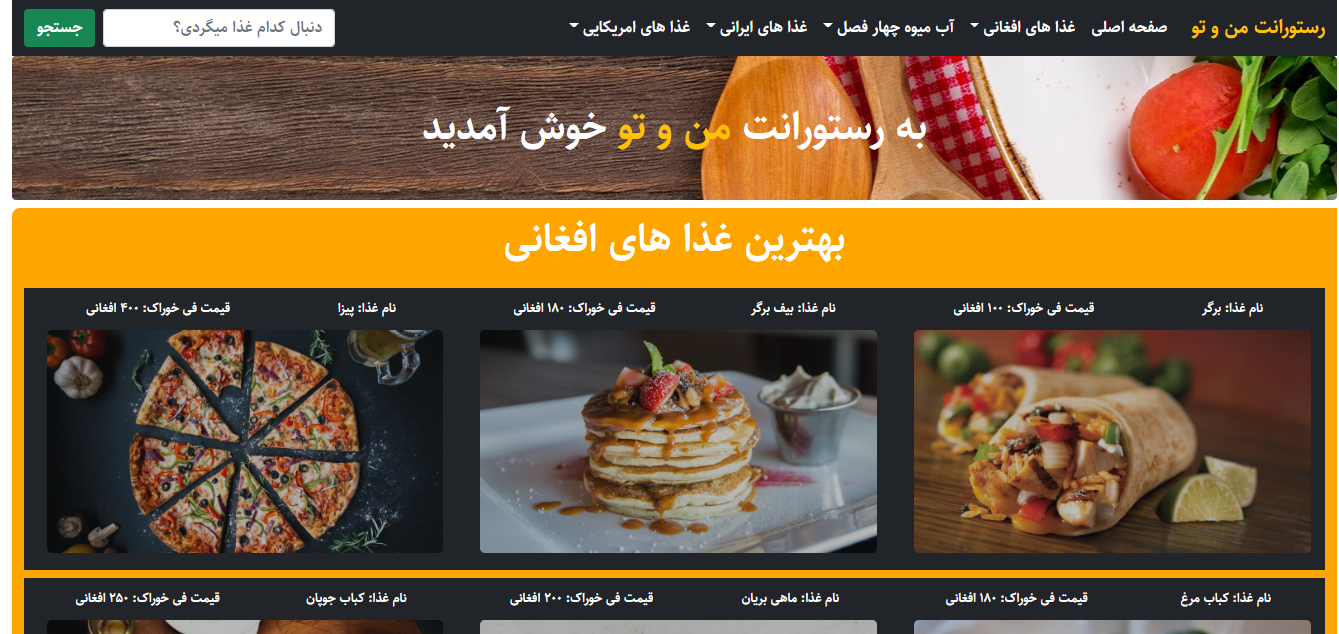 رستورانت من و تو
صفحه اصلی
غذا های افغانی
آب میوه چهار فصل
غذا های ایرانی
غذا های امریکایی
دنبال کدام غذا میگردی؟
جستجو
به رستورانت من و تو خوش آمدید
بهترین غذا های افغانی
نام غذا: برگر
قیمت فی خوراک: ۱۰۰ افغانی
نام غذا: بیف برگر
قیمت فی خوراک: ۱۸۰ افغانی
نام غذا: پیزا
قیمت فی خوراک: ۴۰۰ افغانی
نام غذا: کباب مرغ
قیمت فی خوراک: ۱۸۰ افغانی
نام غذا: ماهی بریان
قیمت فی خوراک: ۲۰۰ افغانی
نام غذا: کباب جوپان
قیمت فی خوراک: ۲۵۰ افغانی